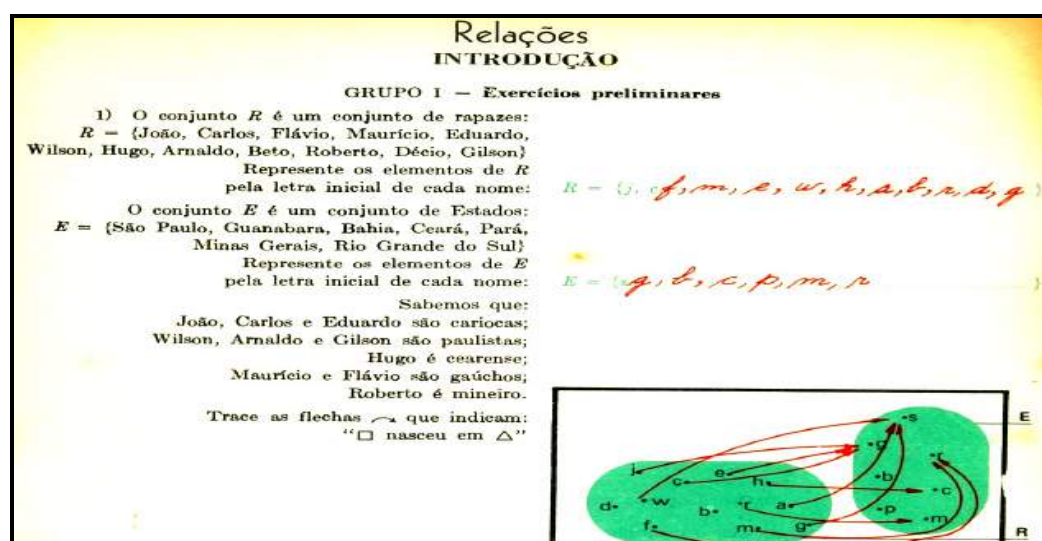 Relações
INTRODUÇÃO
GRUPO I — Exercícios preliminares
1) O conjunto R é um conjunto de rapazes:
R = {João, Carlos, Flávio, Maurício, Eduardo,
Wilson, Hugo, Arnaldo, Beto, Roberto, Décio, Gilson}
Represente os elementos de R
pela letra inicial de cada nome: R = {j, c, f, m, e, w, h, a, b, r, d, g }
O conjunto E é um conjunto de Estados:
E = {São Paulo, Guanabara, Bahia, Ceará, Pará,
Minas Gerais, Rio Grande do Sul}
Represente os elementos de E
pela letra inicial de cada nome: E = {s, g, b, c, p, m, r }
Sabemos que:
João, Carlos e Eduardo são cariocas;
Wilson, Arnaldo e Gilson são paulistas;
Hugo é cearense;
Maurício e Flávio são gaúchos;
Roberto é mineiro.
Trace as flechas ↷ que indicam:
“□ nasceu em △”
s E
g
r
j e b
c h c
d w r a p
b m
f m g R